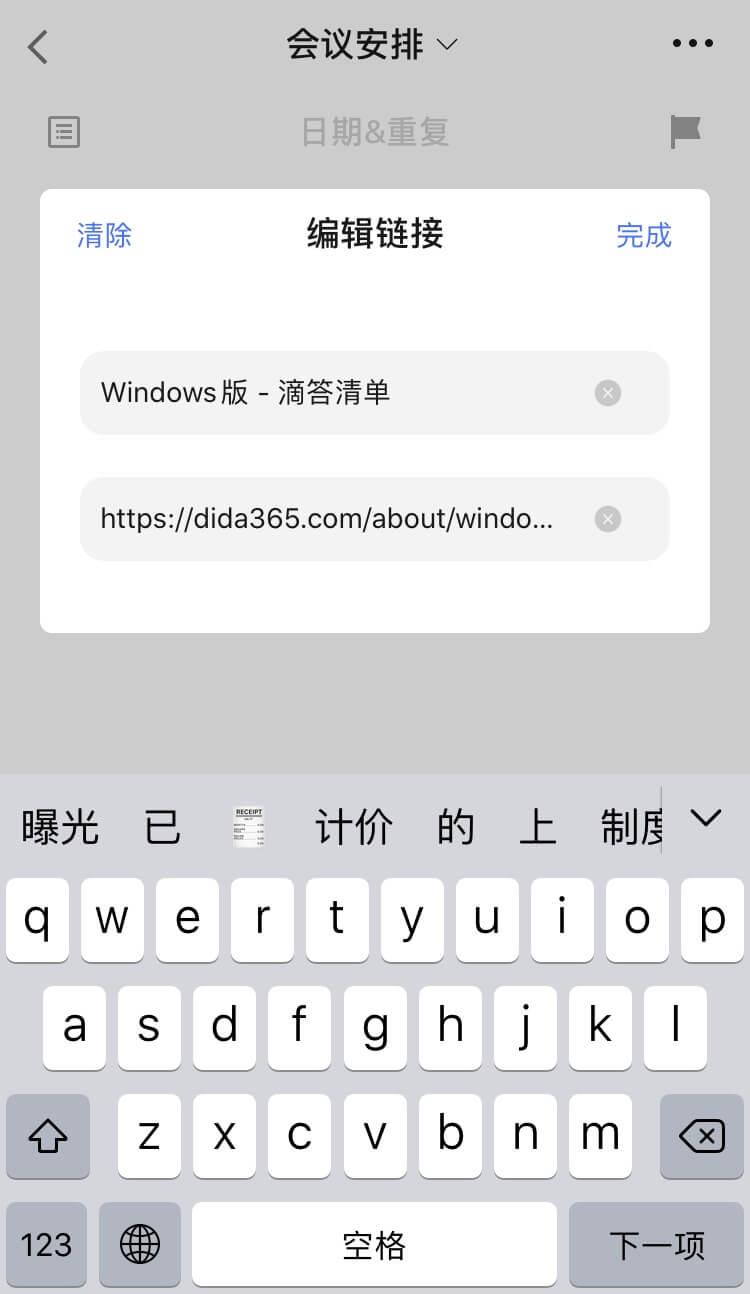 会议安排
日期&重复
清除 编辑链接 完成
Windows版 - 滴答清单
https://dida365.com/about/windo...
曝光 已 RECEIPT 计价 的 上 制度
q w e r t y u i o p
a s d f g h j k l
z x c v b n m
123 空格 下一项